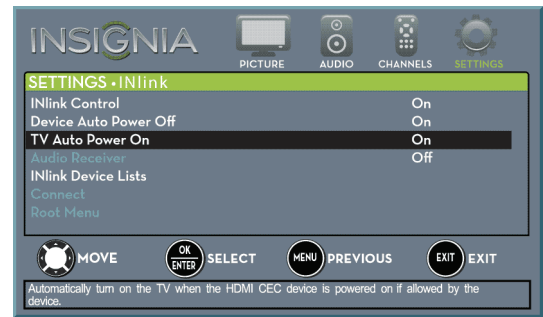 INSIGNIA
PICTURE AUDIO CHANNELS SETTINGS
SETTINGS • INlink
INlink Control On
Device Auto Power Off On
TV Auto Power On On
Audio Receiver Off
INlink Device Lists
Connect
Root Menu
MOVE OK ENTER SELECT MENU PREVIOUS EXIT EXIT
Automatically turn on the TV when the HDMI CEC device is powered on if allowed by the
device.